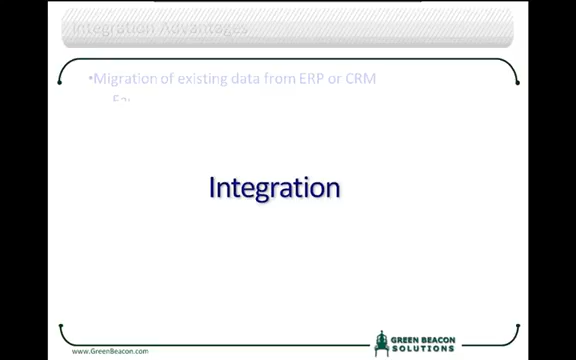 Integration Advantages
•Migration of existing data from ERP or CRM
Integration
www.GreenBeacon.com
GREEN BEACON
SOLUTIONS